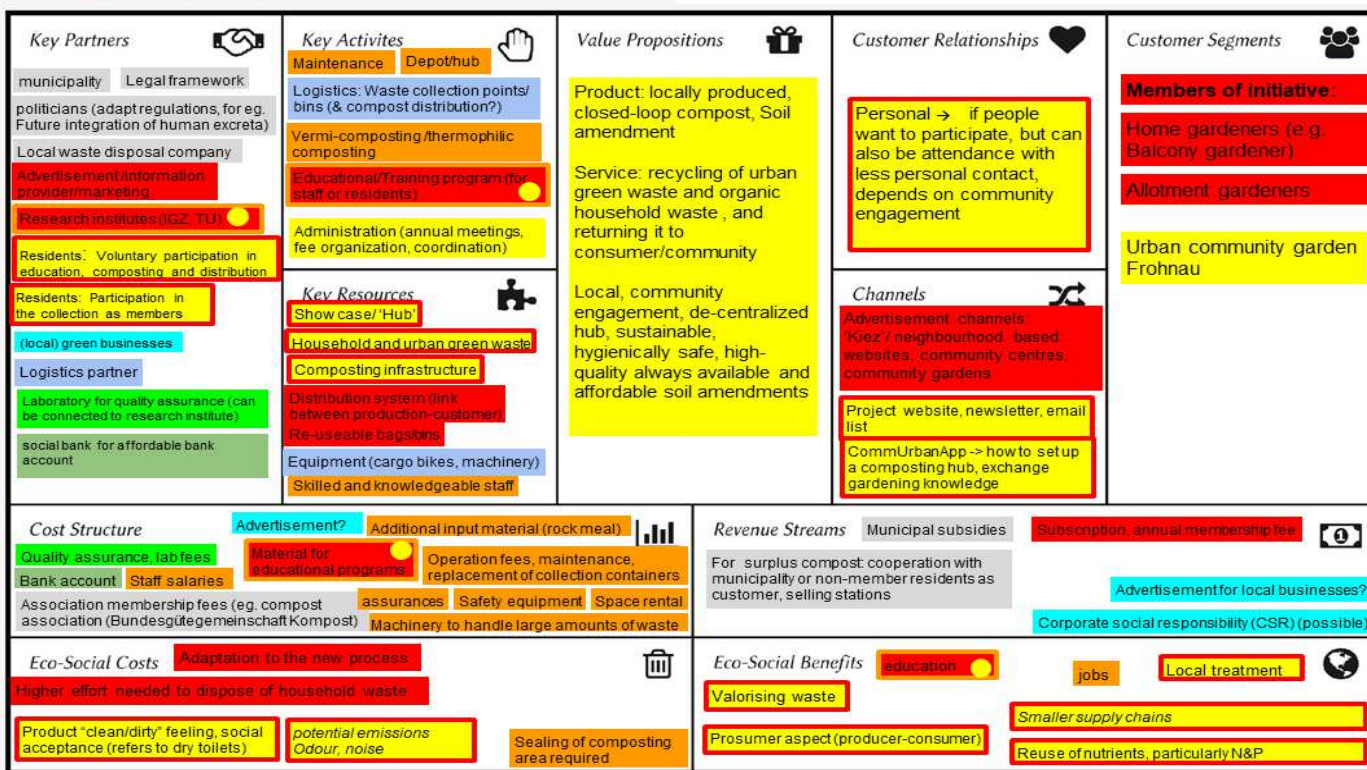 Key Partners
municipality
Legal framework
politicians (adapt regulations, for eg.
Future integration of human excreta)
Local waste disposal company
Advertisement/information
provider/marketing
Research institutes (IGZ, TU)
Residents: Voluntary participation in
education, composting and distribution
Residents: Participation in
the collection as members
(local) green businesses
Logistics partner
Laboratory for quality assurance (can
be connected to research institute)
social bank for affordable bank
account
Key Activites
Maintenance
Depot/hub
Logistics: Waste collection points/
bins (& compost distribution?)
Vermi-composting /thermophilic
composting
Educational/Training program (for
staff or residents)
Administration (annual meetings,
fee organization, coordination)
Key Resources
Show case/ 'Hub'
Household and urban green waste
Composting infrastructure
Distribution system (link
between production-customer)
Re-useable bags/bins
Equipment (cargo bikes, machinery)
Skilled and knowledgeable staff
Value Propositions
Product: locally produced,
closed-loop compost, Soil
amendment
Service: recycling of urban
green waste and organic
household waste , and
returning it to
consumer/community
Local, community
engagement, de-centralized
hub, sustainable,
hygienically safe, high-
quality always available and
affordable soil amendments
Customer Relationships
Personal → if people
want to participate, but can
also be attendance with
less personal contact,
depends on community
engagement
Channels
Advertisement channels:
'Kiez'/ neighbourhood based
websites, community centres,
community gardens
Project website, newsletter, email
list
CommUrbanApp -> how to set up
a composting hub, exchange
gardening knowledge
Customer Segments
Members of initiative:
Home gardeners (e.g.
Balcony gardener)
Allotment gardeners
Urban community garden
Frohnau
Cost Structure
Advertisement?
Additional input material (rock meal)
Quality assurance, lab fees
Material for
educational programs
Operation fees, maintenance,
replacement of collection containers
Bank account
Staff salaries
Association membership fees (eg. compost
association (Bundesgütegemeinschaft Kompost)
assurances
Safety equipment
Space rental
Machinery to handle large amounts of waste
Revenue Streams
Municipal subsidies
Subscription, annual membership fee
1
For surplus compost: cooperation with
municipality or non-member residents as
customer, selling stations
Advertisement for local businesses?
Corporate social responsibility (CSR) (possible)
Eco-Social Costs
Adaptation to the new process
Higher effort needed to dispose of household waste
Product "clean/dirty" feeling, social
acceptance (refers to dry toilets)
potential emissions
Odour, noise
Sealing of composting
area required
Eco-Social Benefits
education
jobs
Local treatment
Valorising waste
Smaller supply chains
Prosumer aspect (producer-consumer)
Reuse of nutrients, particularly N&P